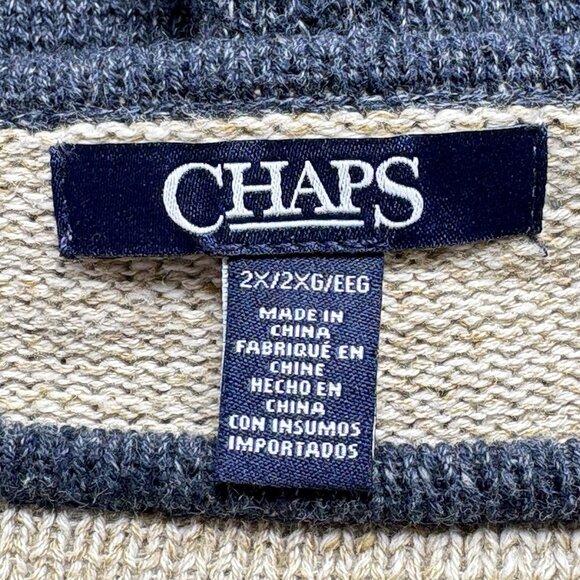 CHAPS
2X/2XG/EEG
MADE IN
CHINA
FABRIQUÉ EN
CHINE
HECHO EN
CHINA
CON INSUMOS
IMPORTADOS